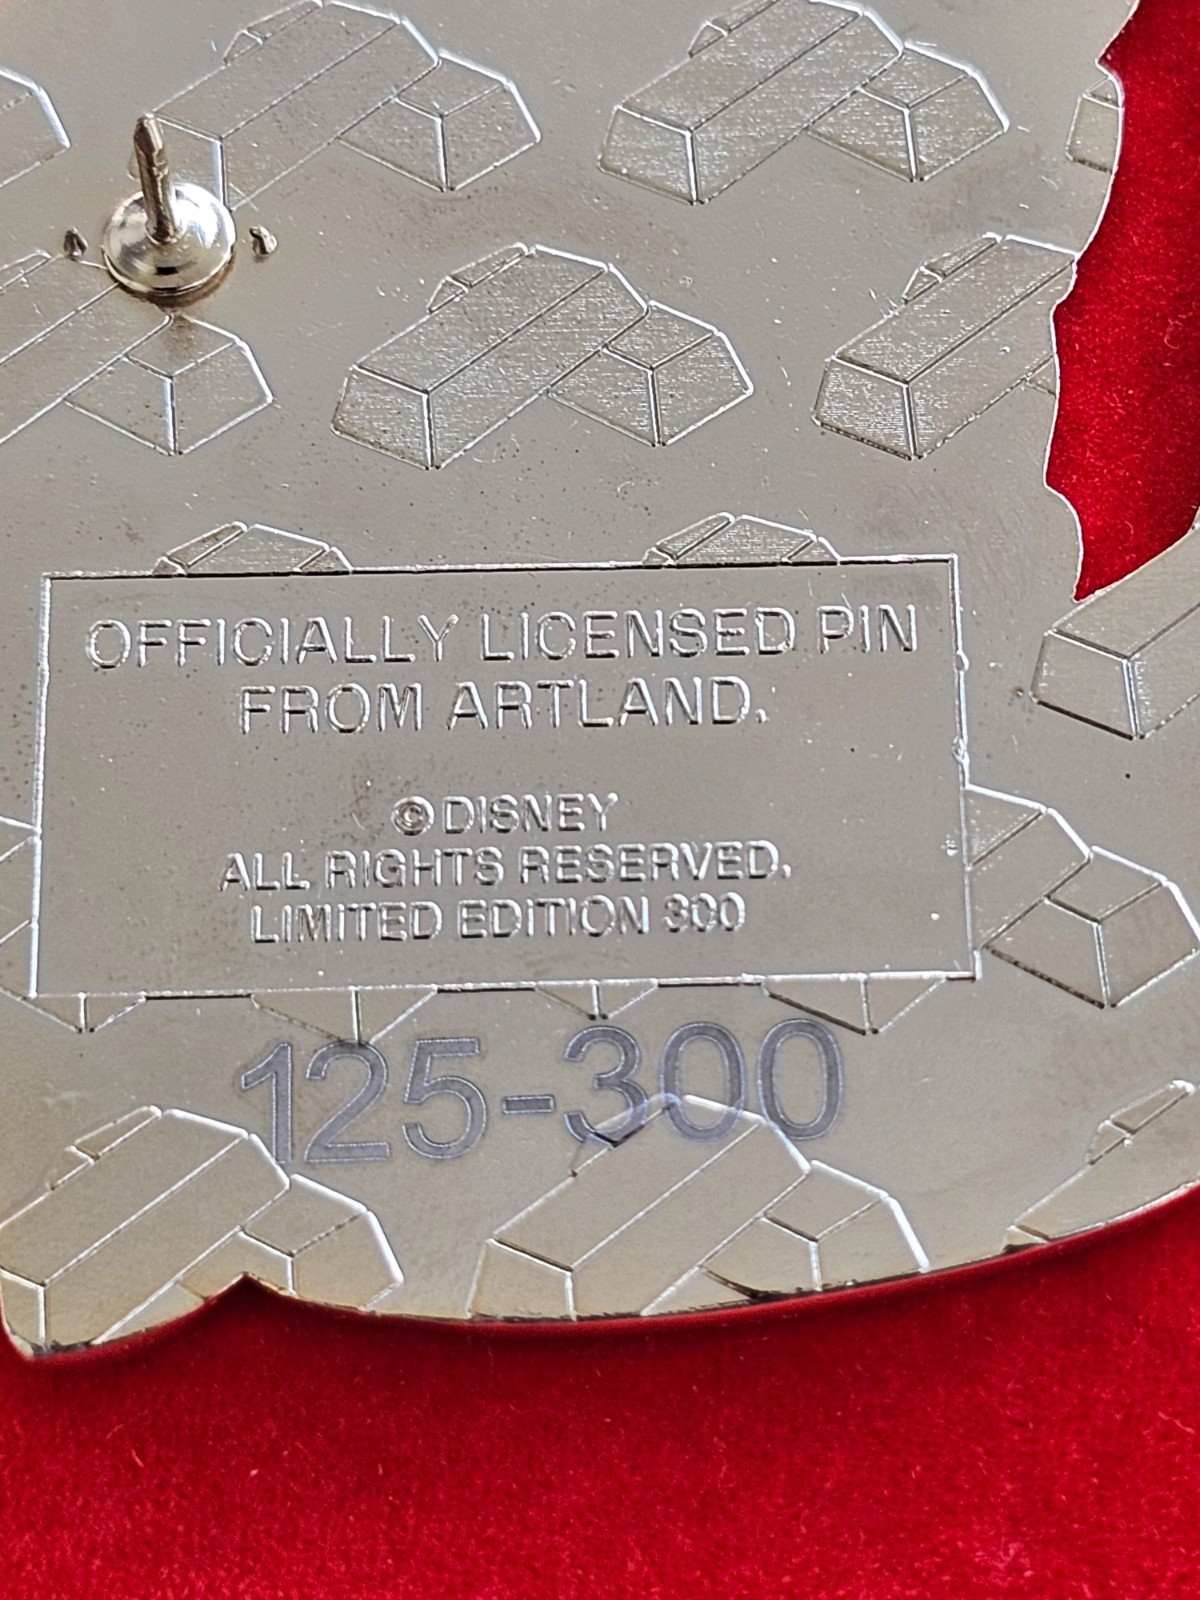 OFFICIALLY LICENSED PIN
FROM ARTLAND.
©DISNEY
ALL RIGHTS RESERVED.
LIMITED EDITION 300
125-300